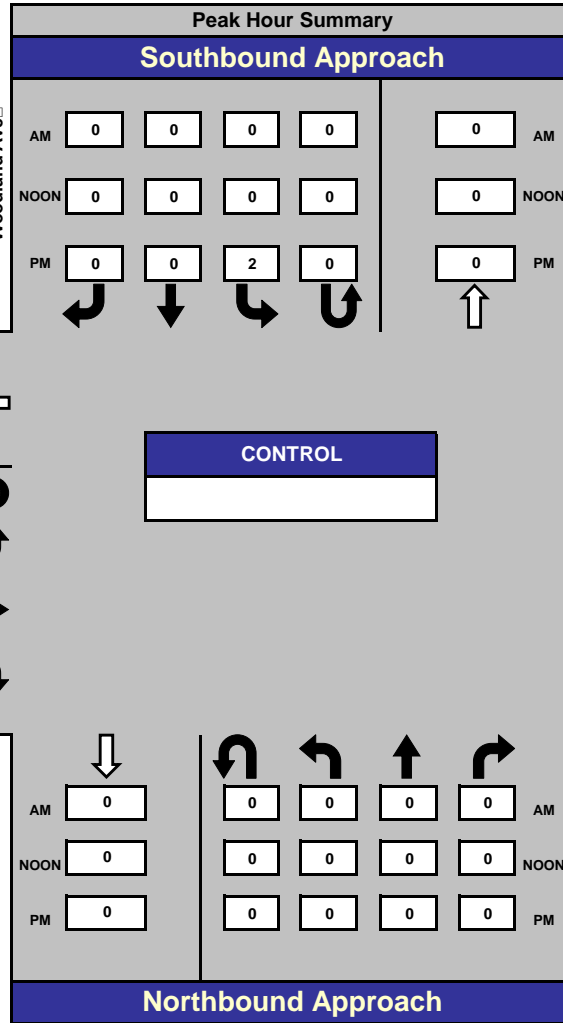 Peak Hour Summary
Southbound Approach
AM 0 0 0 0 0 AM
NOON 0 0 0 0 0 NOON
PM 0 0 2 0 0 PM
CONTROL
AM 0 0 0 0 0 AM
NOON 0 0 0 0 0 NOON
PM 0 0 0 0 0 PM
Northbound Approach